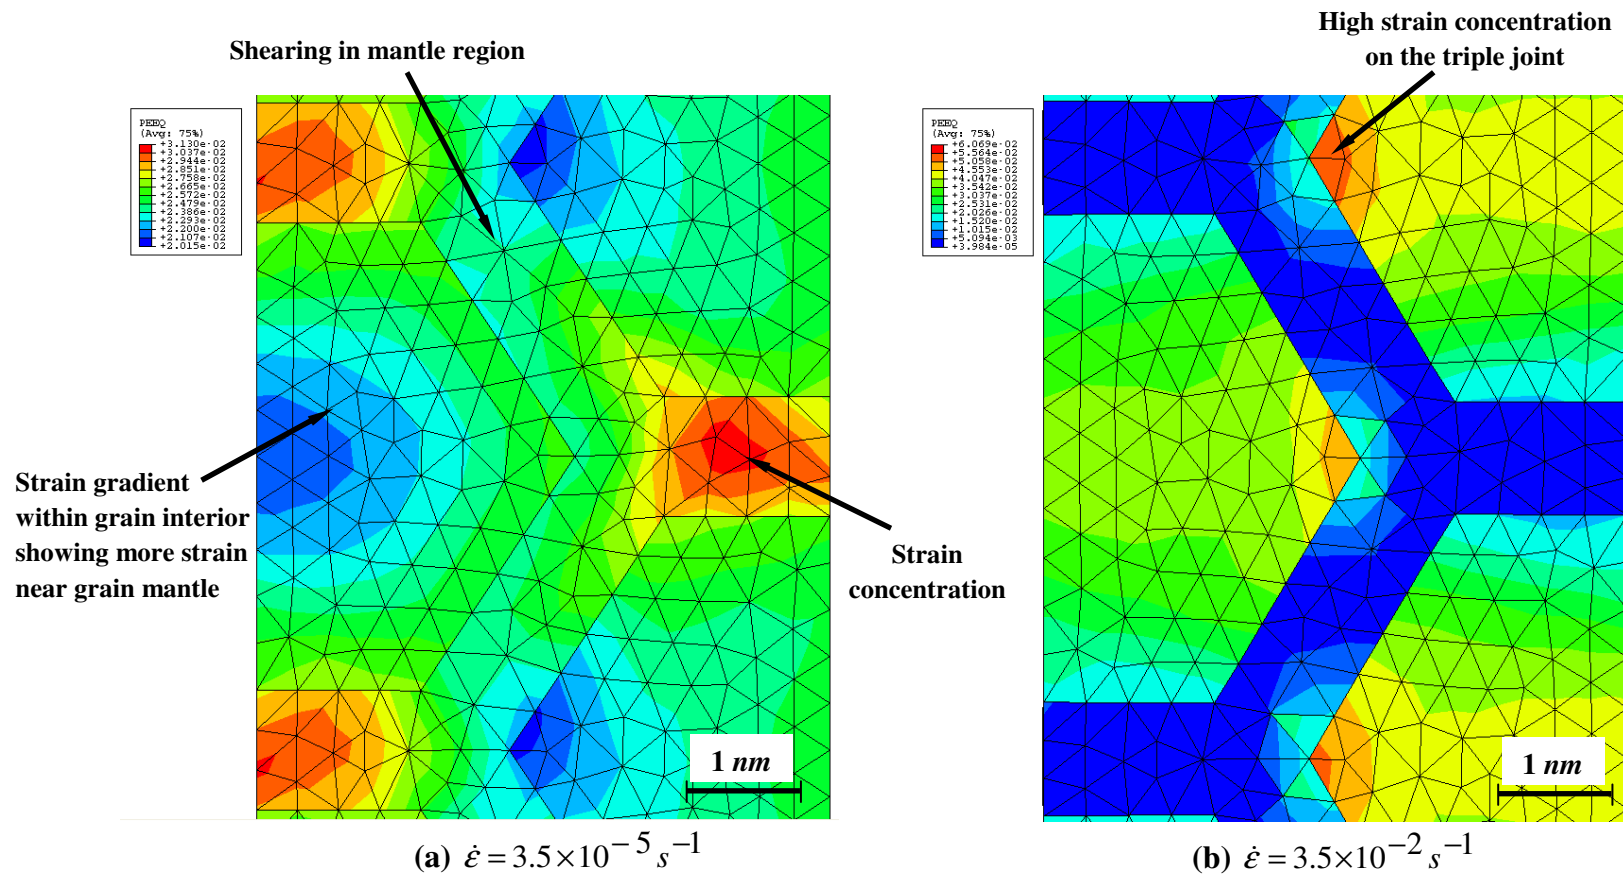 Shearing in mantle region
High strain concentration
on the triple joint
PEEQ
(Avg: 75%)
+3.130e-02
+3.037e-02
+2.944e-02
+2.851e-02
+2.758e-02
+2.665e-02
+2.572e-02
+2.479e-02
+2.386e-02
+2.293e-02
+2.200e-02
+2.107e-02
+2.015e-02
PEEQ
(Avg: 75%)
+6.069e-02
+5.564e-02
+5.058e-02
+4.553e-02
+4.047e-02
+3.542e-02
+3.037e-02
+2.531e-02
+2.026e-02
+1.520e-02
+1.015e-02
+5.094e-03
+3.984e-05
Strain gradient
within grain interior
showing more strain
near grain mantle
Strain
concentration
1 nm
1 nm
(a) ε̇ = 3.5×10⁻⁵ s⁻¹
(b) ε̇ = 3.5×10⁻² s⁻¹